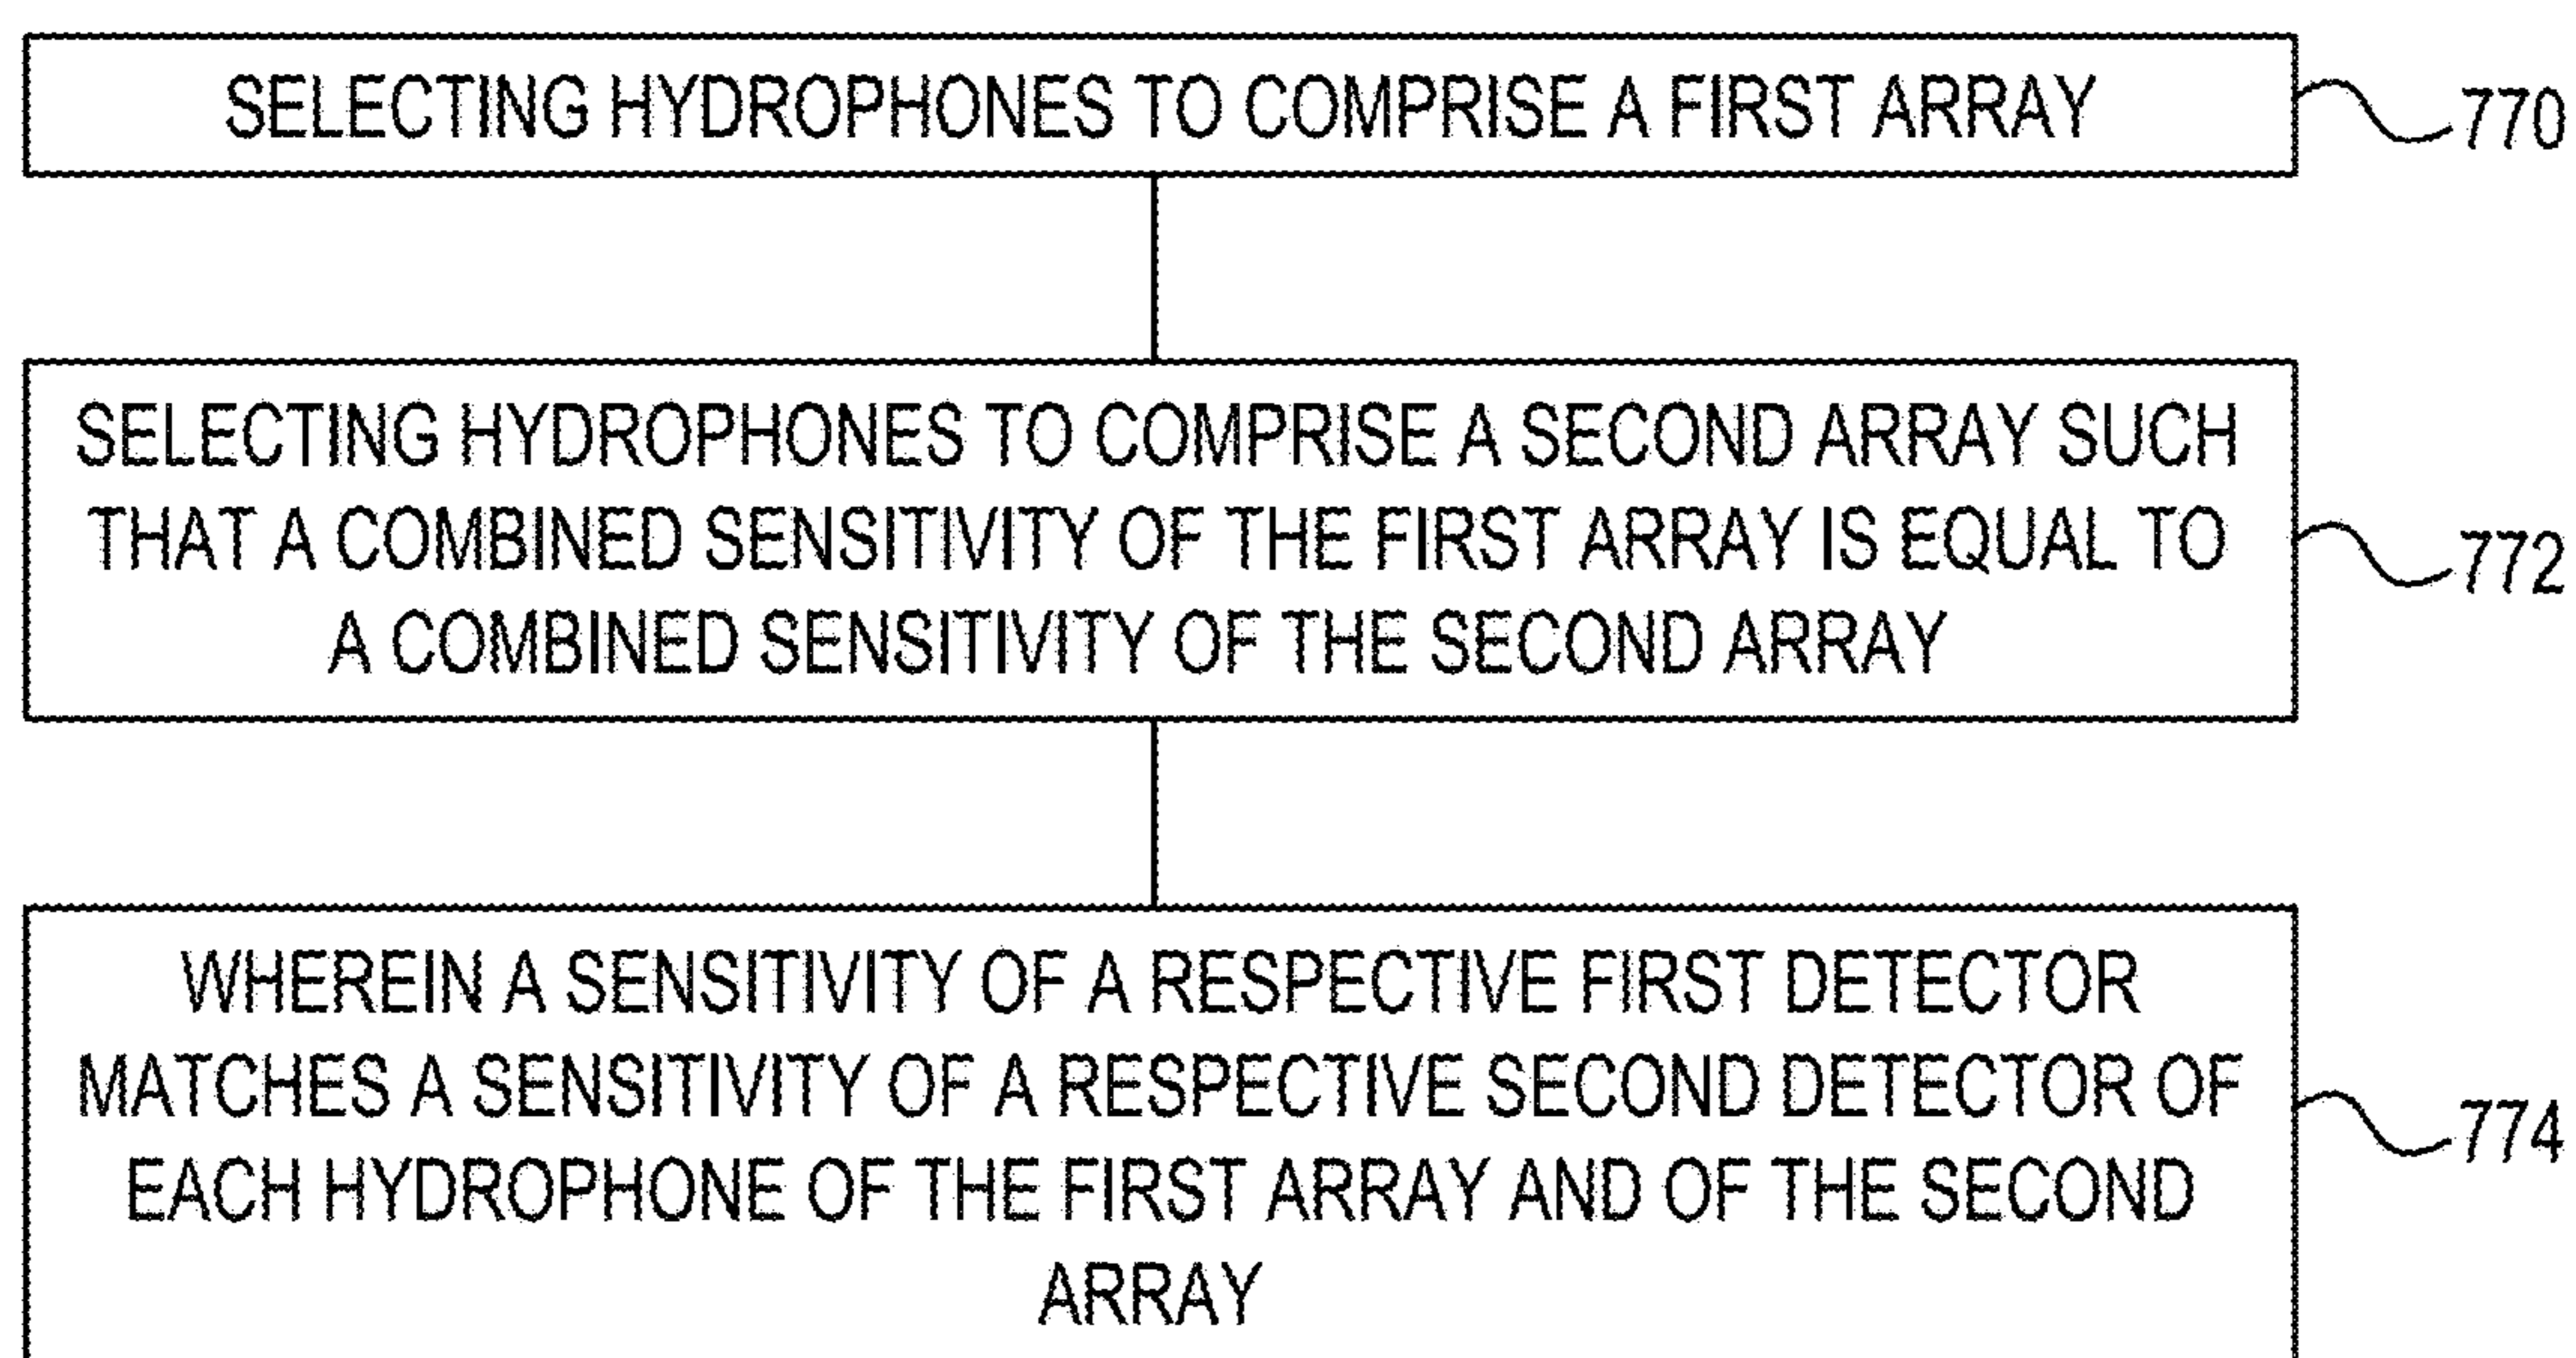 SELECTING HYDROPHONES TO COMPRISE A FIRST ARRAY
770
SELECTING HYDROPHONES TO COMPRISE A SECOND ARRAY SUCH
THAT A COMBINED SENSITIVITY OF THE FIRST ARRAY IS EQUAL TO
A COMBINED SENSITIVITY OF THE SECOND ARRAY
772
WHEREIN A SENSITIVITY OF A RESPECTIVE FIRST DETECTOR
MATCHES A SENSITIVITY OF A RESPECTIVE SECOND DETECTOR OF
EACH HYDROPHONE OF THE FIRST ARRAY AND OF THE SECOND
ARRAY
774